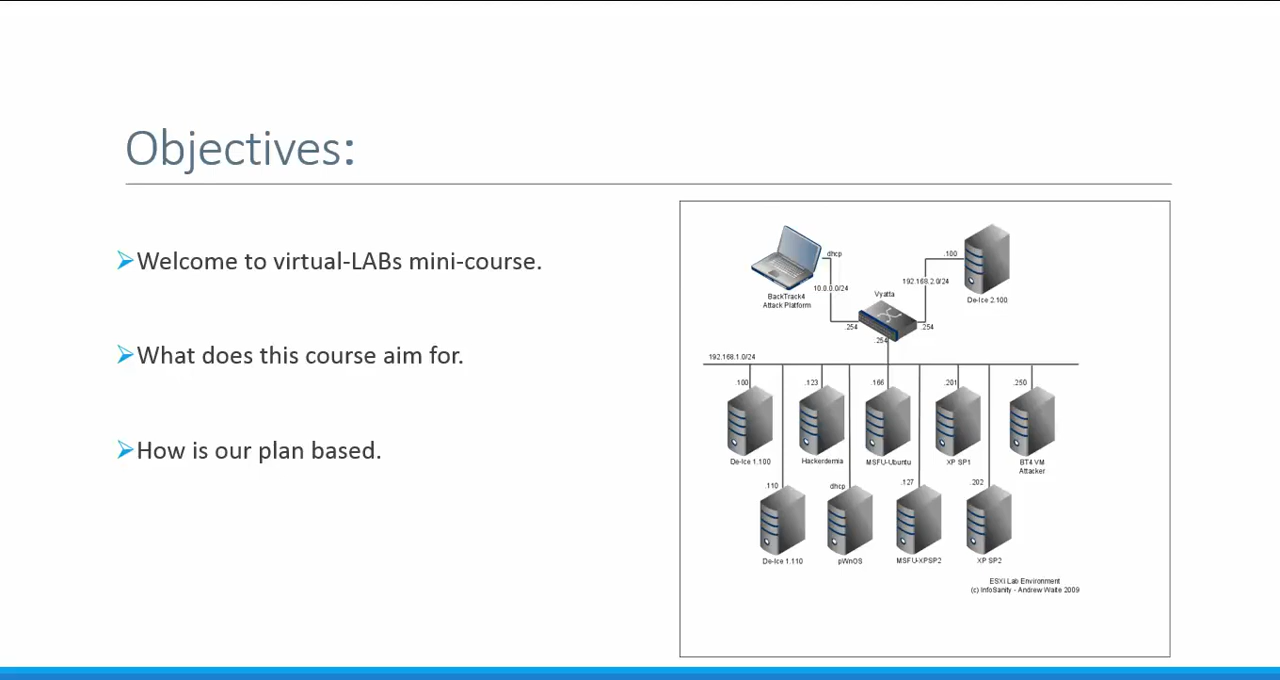 Objectives:
➢Welcome to virtual-LABs mini-course.
➢What does this course aim for.
➢How is our plan based.
dhcp
.100
10.0.0.0/24
192.168.2.0/24
BackTrack4
Attack Platform
Vyatta
De-Ice 2.100
.254
.254
.254
192.168.1.0/24
.100
.123
.166
.201
.250
De-Ice 1.100
Hackerdemia
MSFU-Ubuntu
XP SP1
BT4 VM
Attacker
.110
dhcp
.127
.202
De-Ice 1.110
pWnOS
MSFU-XPSP2
XP SP2
ESXi Lab Environment
(c) InfoSanity - Andrew Waite 2009